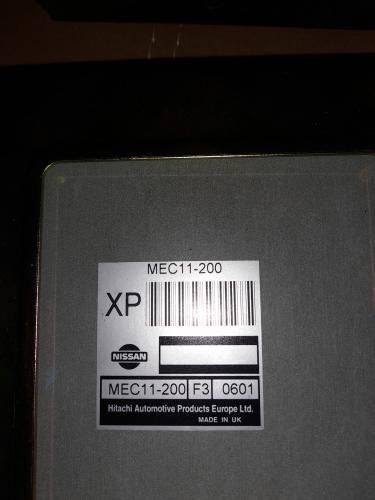 MEC11-200
XP
NISSAN
MEC11-200 F3 0601
Hitachi Automotive Products Europe Ltd.
MADE IN UK